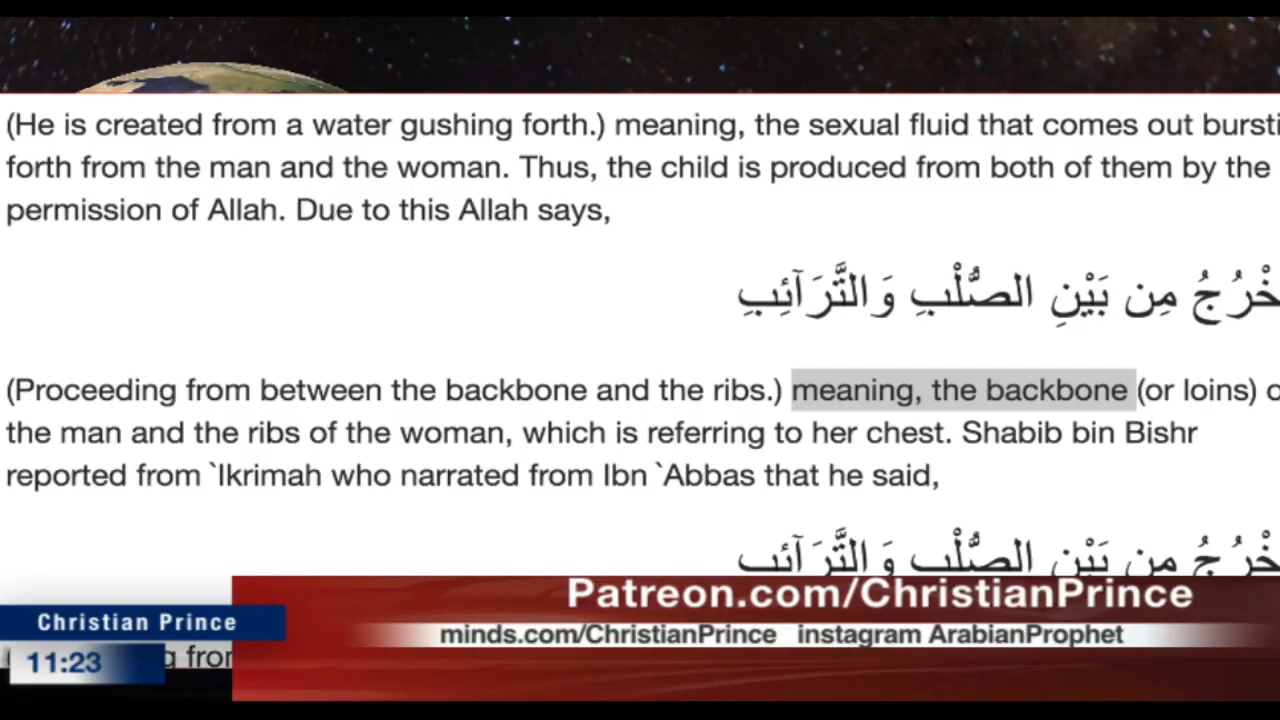 (He is created from a water gushing forth.) meaning, the sexual fluid that comes out
forth from the man and the woman. Thus, the child is produced from both of them by the
permission of Allah. Due to this Allah says,
مِن بَيْنِ الصُّلْبِ وَالتَّرَآئِبِ
(Proceeding from between the backbone and the ribs.) meaning, the backbone (or loins)
the man and the ribs of the woman, which is referring to her chest. Shabib bin Bishr
reported from `Ikrimah who narrated from Ibn `Abbas that he said,
مِن بَيْنِ الصُّلْبِ وَالتَّرَآئِبِ
Patreon.com/ChristianPrince
Christian Prince
minds.com/ChristianPrince instagram ArabianProphet
11:23